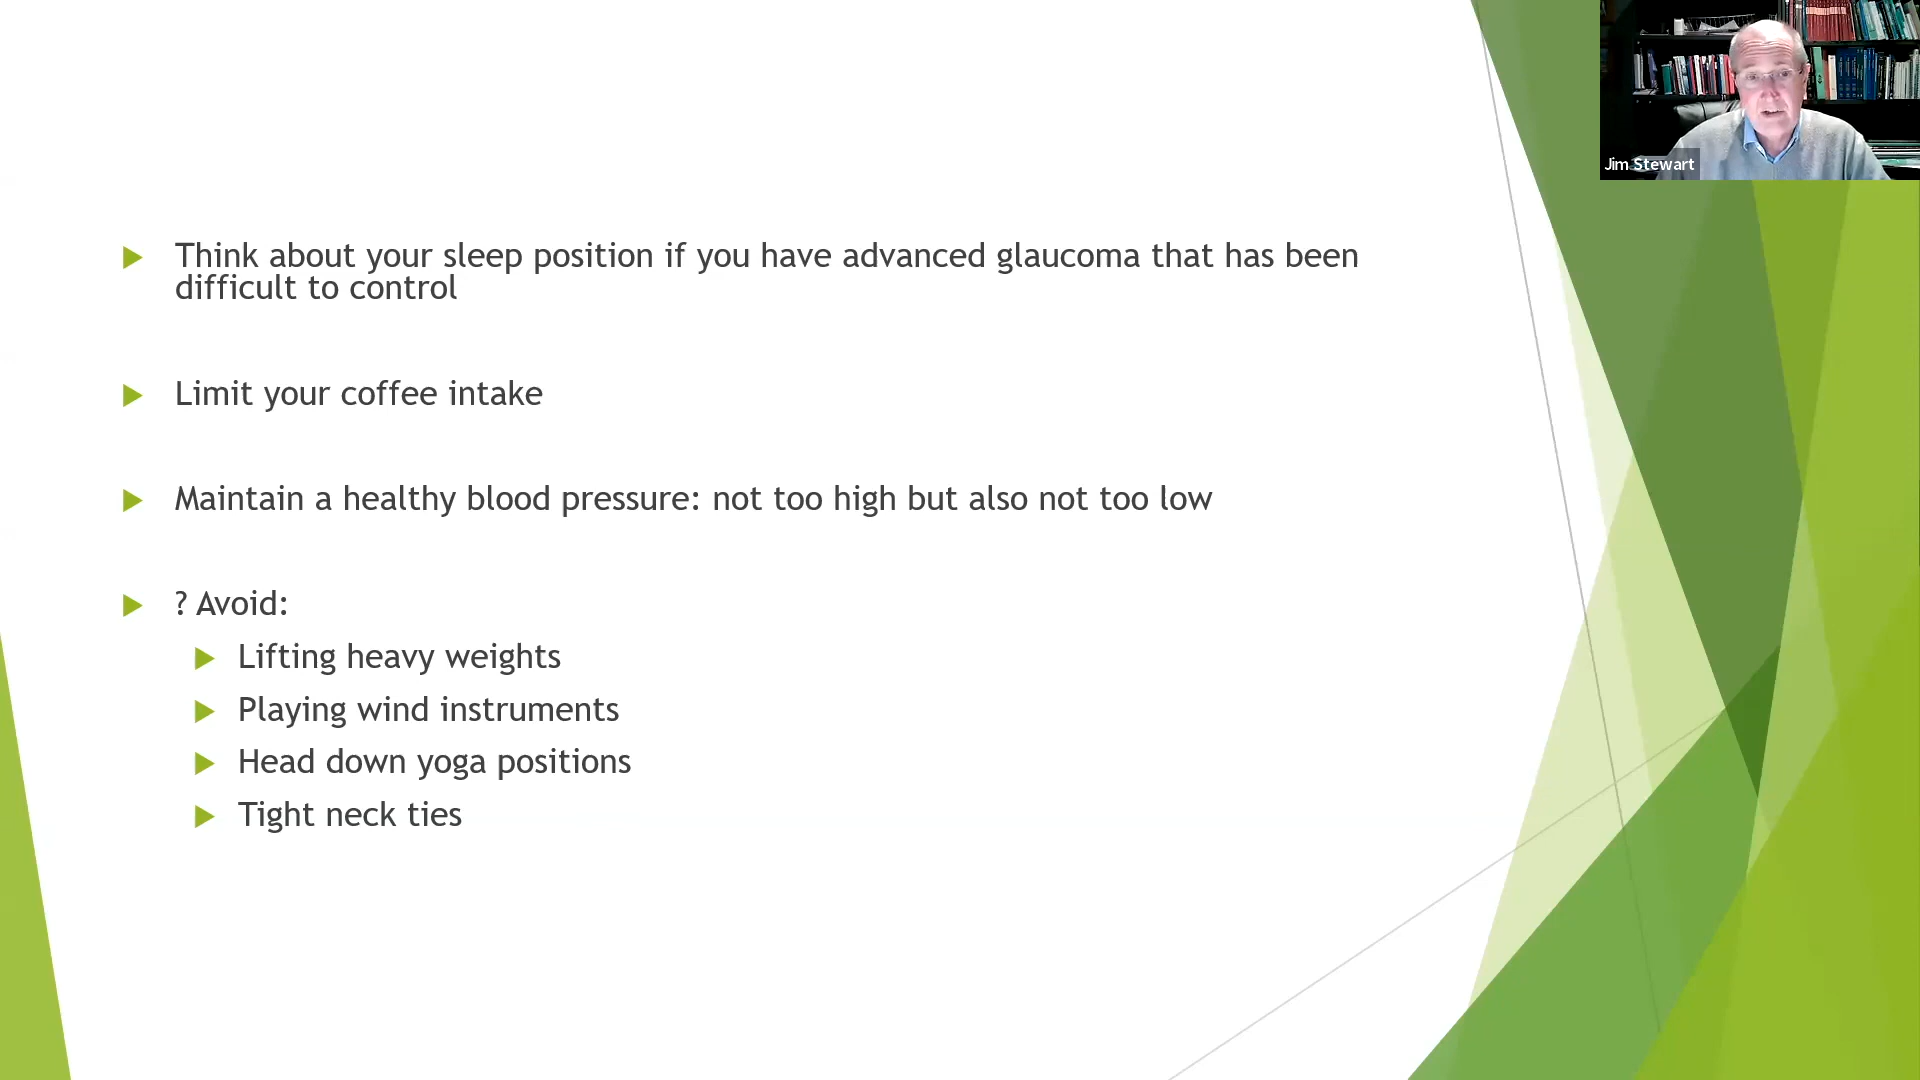 Jim Stewart
Think about your sleep position if you have advanced glaucoma that has been
difficult to control
Limit your coffee intake
Maintain a healthy blood pressure: not too high but also not too low
? Avoid:
Lifting heavy weights
Playing wind instruments
Head down yoga positions
Tight neck ties